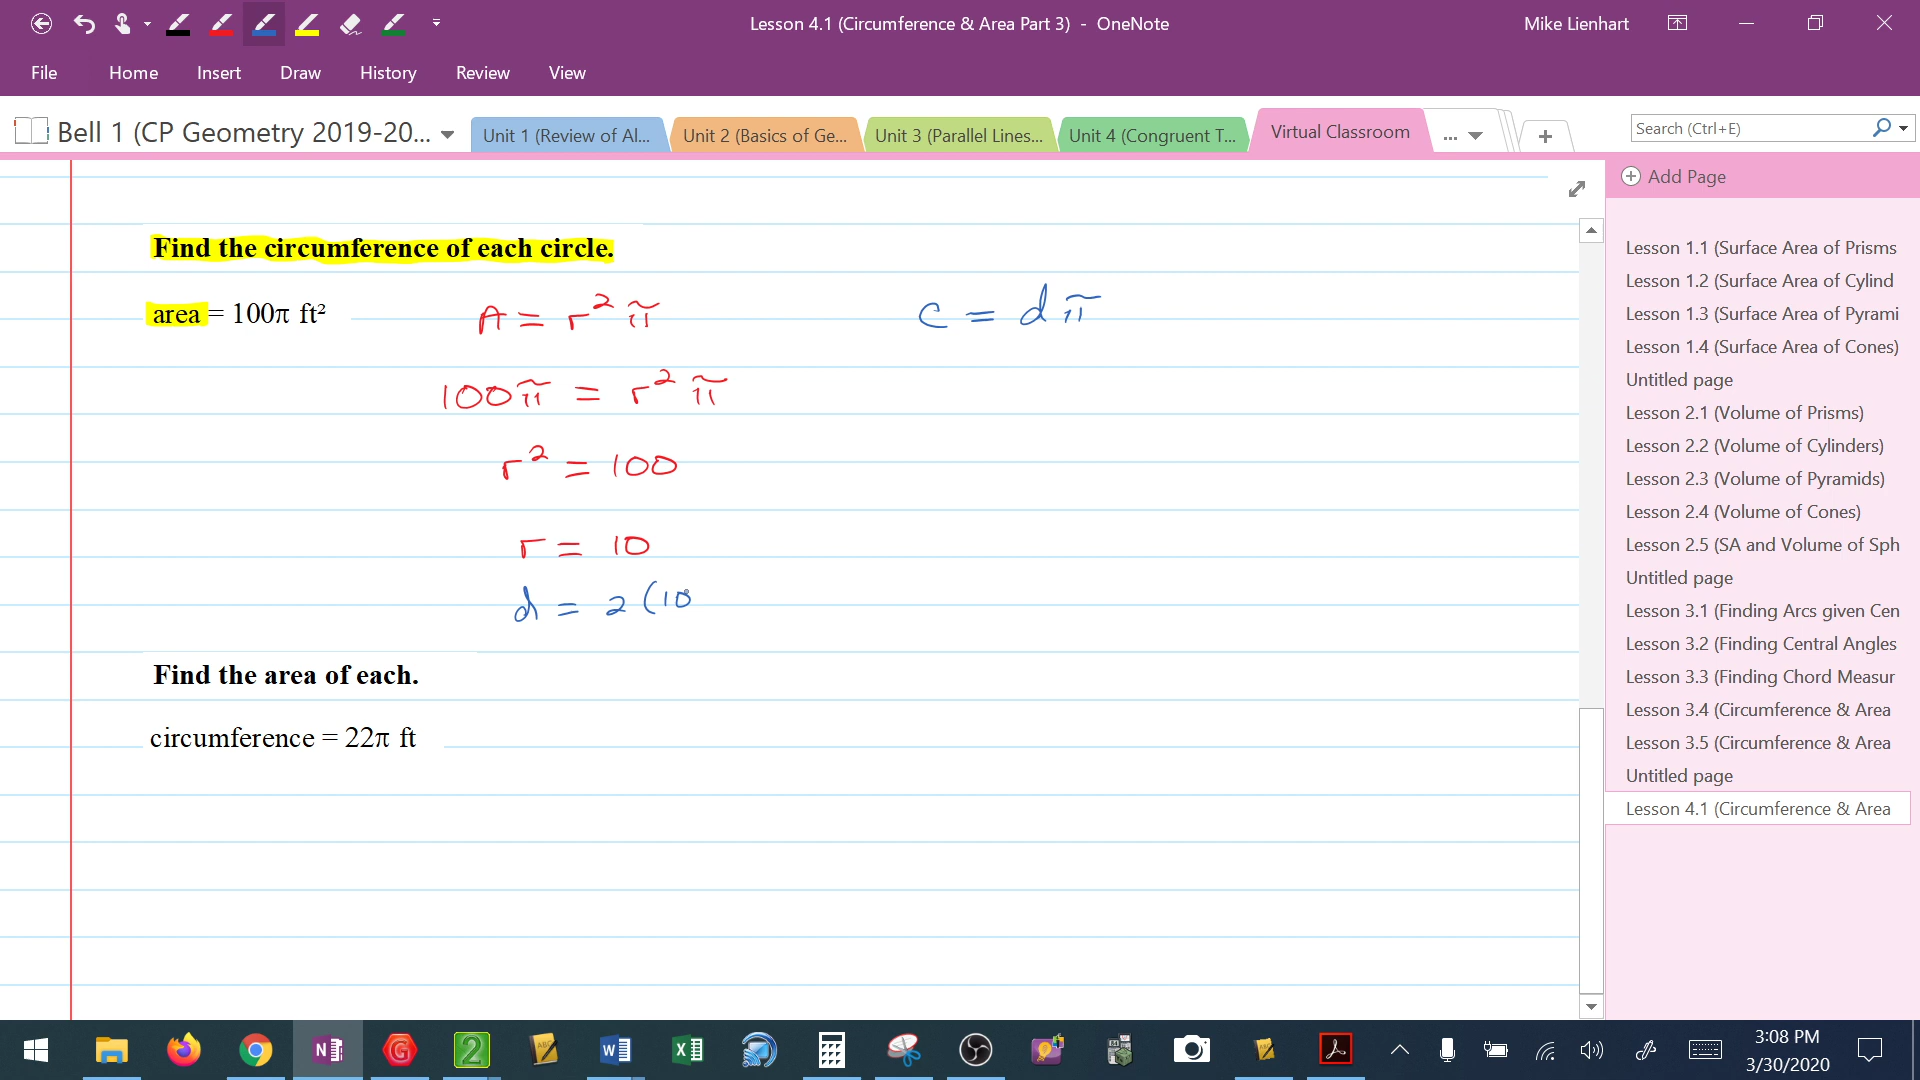 Lesson 4.1 (Circumference & Area Part 3) - OneNote
Mike Lienhart
File Home Insert Draw History Review View
Bell 1 (CP Geometry 2019-20...
Unit 1 (Review of Al...
Unit 2 (Basics of Ge...
Unit 3 (Parallel Lines...
Unit 4 (Congruent T...
Virtual Classroom
...
Search (Ctrl+E)
Add Page
Find the circumference of each circle.
area = 100π ft²
A = r² π
C = d π
100π = r² π
r² = 100
r = 10
d = 2 (10
Find the area of each.
circumference = 22π ft
Lesson 1.1 (Surface Area of Prisms
Lesson 1.2 (Surface Area of Cylind
Lesson 1.3 (Surface Area of Pyrami
Lesson 1.4 (Surface Area of Cones)
Untitled page
Lesson 2.1 (Volume of Prisms)
Lesson 2.2 (Volume of Cylinders)
Lesson 2.3 (Volume of Pyramids)
Lesson 2.4 (Volume of Cones)
Lesson 2.5 (SA and Volume of Sph
Untitled page
Lesson 3.1 (Finding Arcs given Cen
Lesson 3.2 (Finding Central Angles
Lesson 3.3 (Finding Chord Measur
Lesson 3.4 (Circumference & Area
Lesson 3.5 (Circumference & Area
Untitled page
Lesson 4.1 (Circumference & Area
3:08 PM
3/30/2020